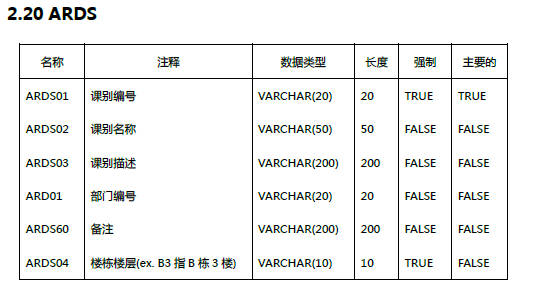 2.20 ARDS
名称 注释 数据类型 长度 强制 主要的
ARDS01 课别编号 VARCHAR(20) 20 TRUE TRUE
ARDS02 课别名称 VARCHAR(50) 50 FALSE FALSE
ARDS03 课别描述 VARCHAR(200) 200 FALSE FALSE
ARD01 部门编号 VARCHAR(20) 20 FALSE FALSE
ARDS60 备注 VARCHAR(200) 200 FALSE FALSE
ARDS04 楼栋楼层(ex. B3 指 B 栋 3 楼) VARCHAR(10) 10 TRUE FALSE